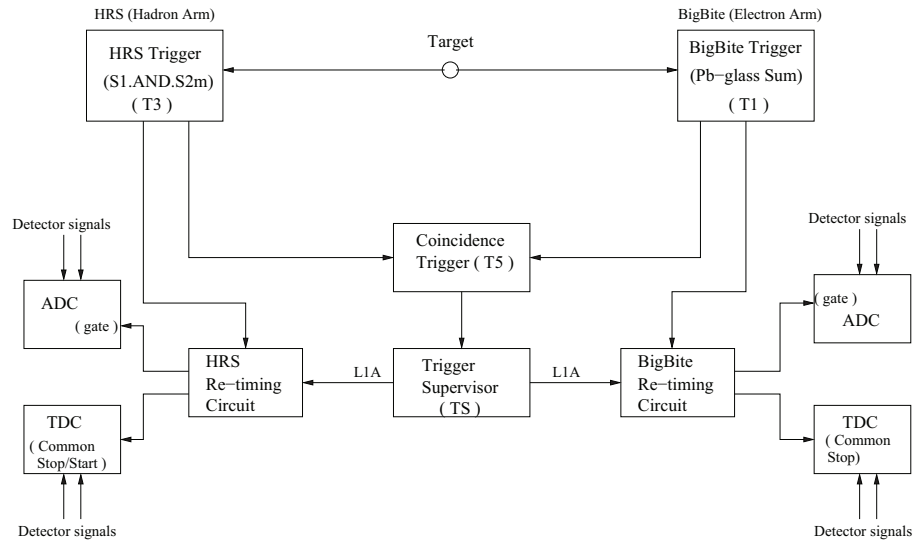 HRS (Hadron Arm)
BigBite (Electron Arm)
Target
HRS Trigger
(S1.AND.S2m)
( T3 )
BigBite Trigger
(Pb−glass Sum)
( T1 )
Detector signals
Detector signals
Coincidence
Trigger ( T5 )
ADC
( gate )
( gate )
ADC
HRS
Re−timing
Circuit
L1A
Trigger
Supervisor
( TS )
L1A
BigBite
Re−timing
Circuit
TDC
( Common
Stop/Start )
TDC
( Common
Stop)
Detector signals
Detector signals